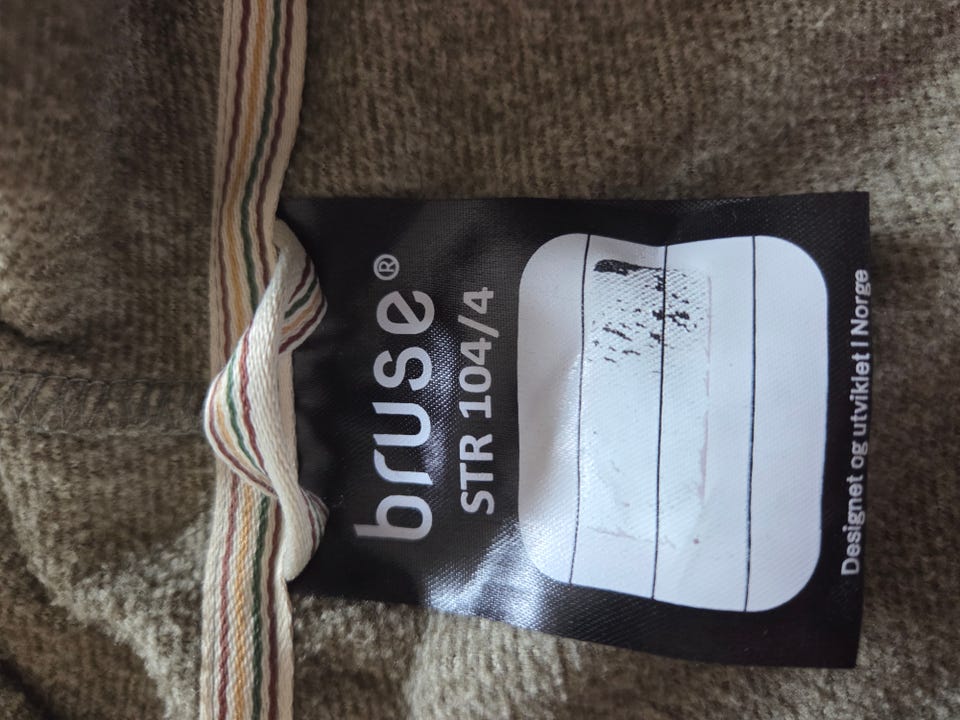 bruse®
STR 104/4
Designet og utviklet I Norge